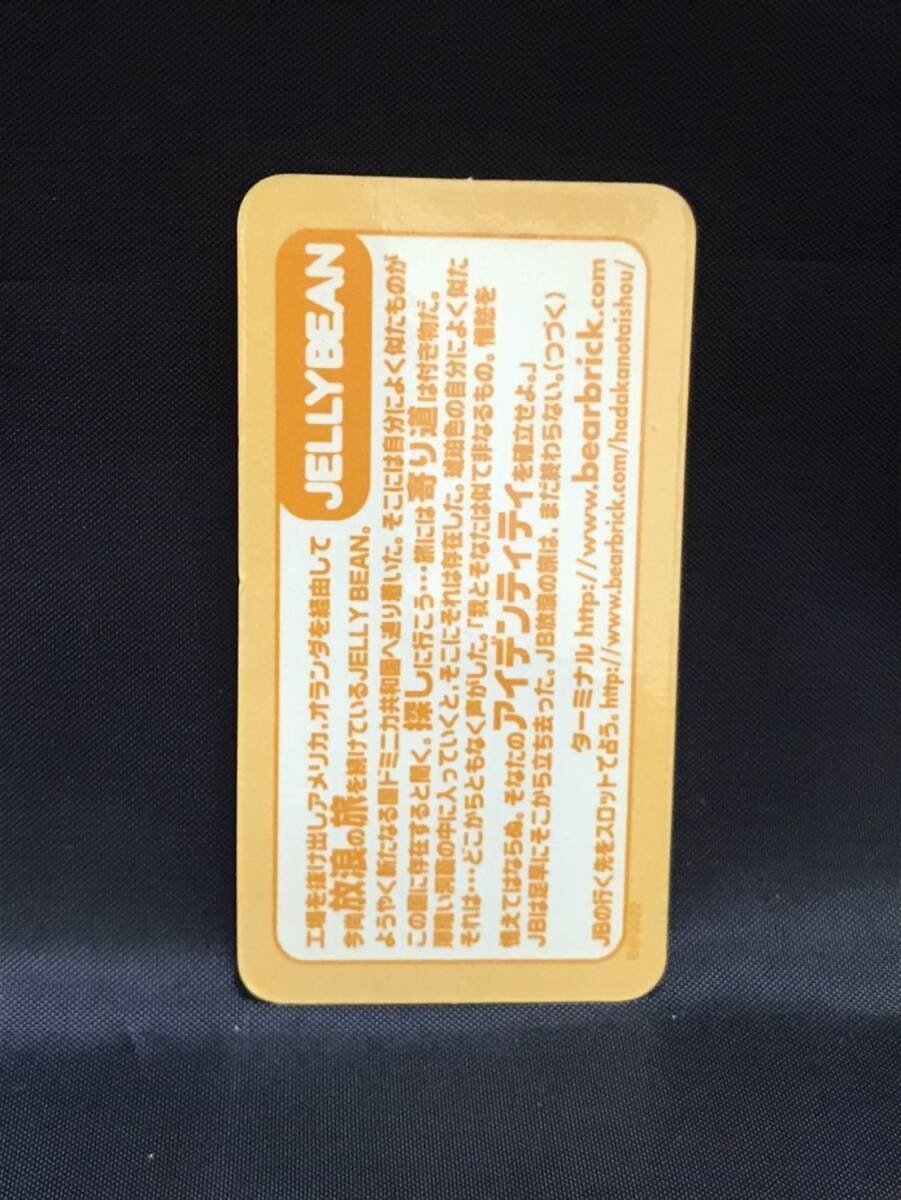 JELLY BEAN
工場を抜け出しアメリカ、オランダを経由して
今尚放浪の旅を続けているJELLY BEAN。
ようやく新たなる国ドミニカ共和国へ辿り着いた。そこには自分によく似たものが
この国に存在すると聞く。探しに行こう・・・旅には寄り道は付き物だ。
薄暗い洞窟の中に入っていくと、そこにそれは存在した。琥珀色の自分によく似た
それは・・・どこからともなく声がした。「我とそなたは似て非なるもの。憎愁を
憶えてはならぬ。そなたのアイデンティティを確立せよ。」
JBは足早にそこから立ち去った。JB放浪の旅は、まだ終わらない。(つづく)
ターミナル http://www.bearbrick.com
JBの行く先をスロットで占う。http://www.bearbrick.com/hadakanotaishou/